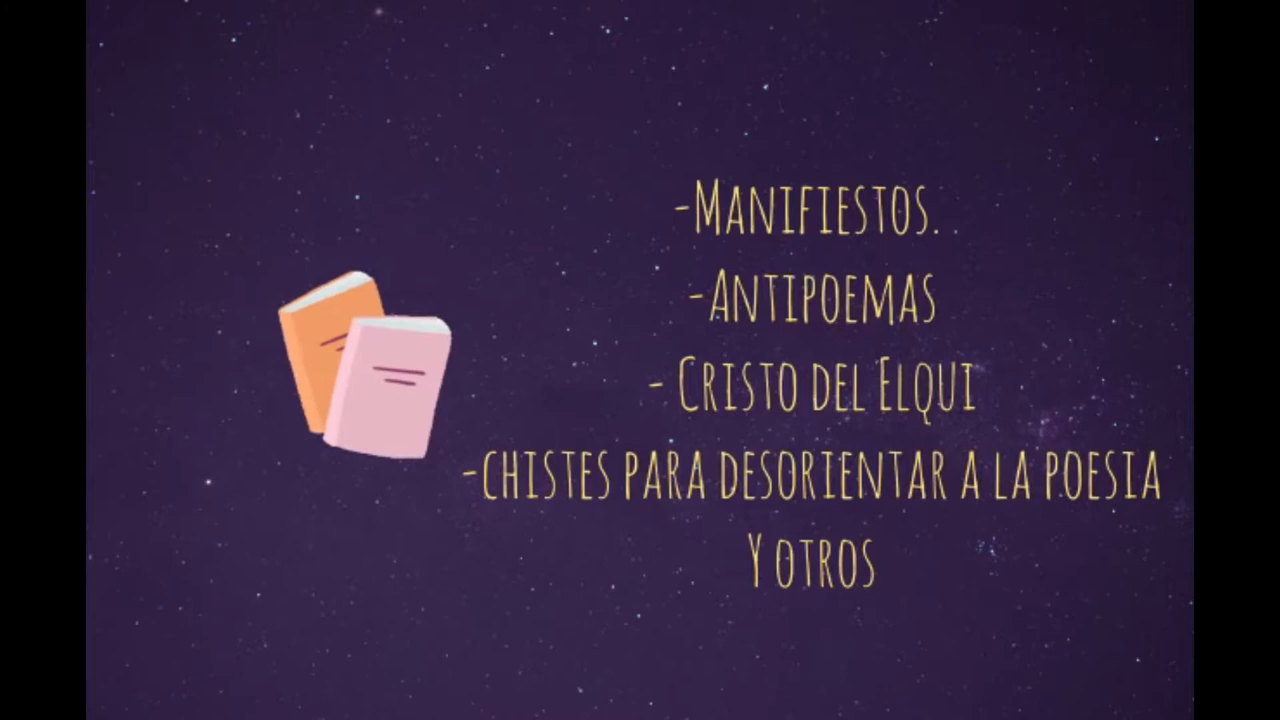 -Manifiestos.
-Antipoemas
- Cristo del Elqui
-chistes para desorientar a la poesia
Y otros